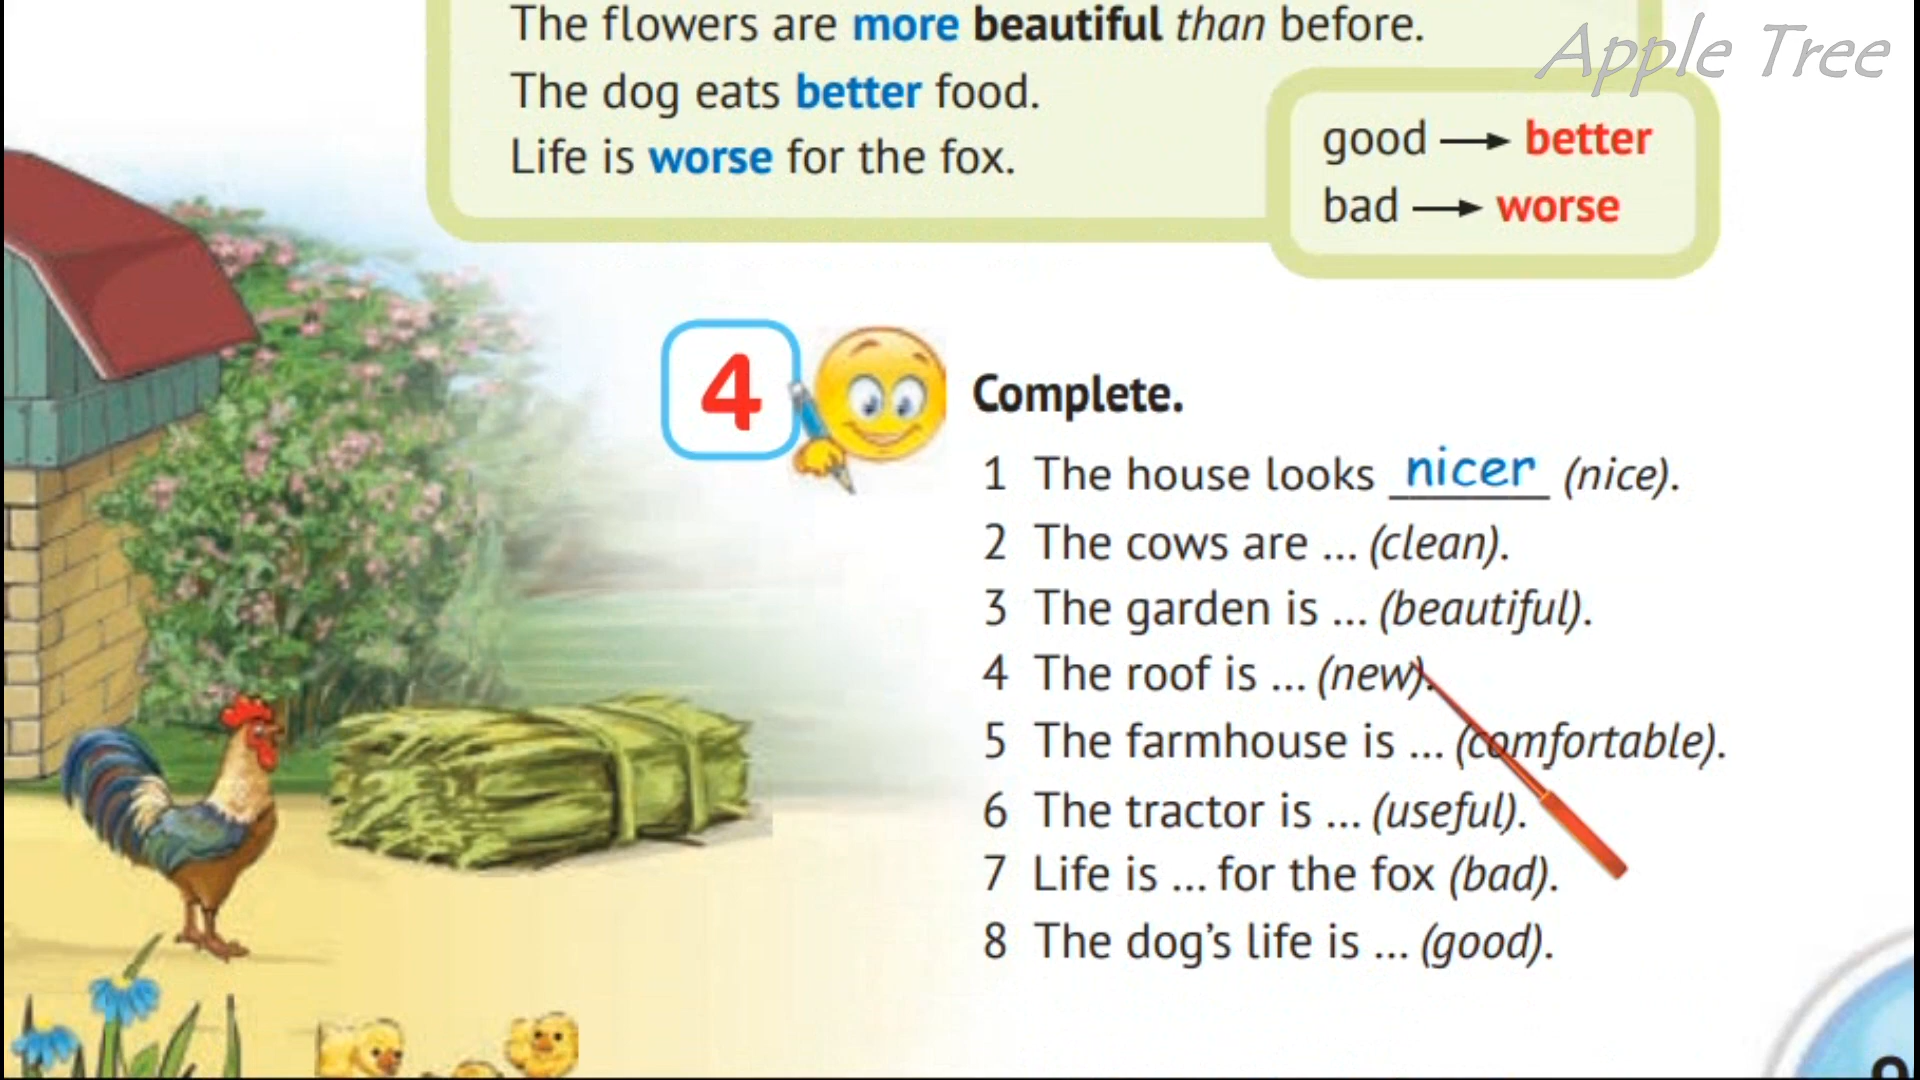 The flowers are more beautiful than before.
Apple Tree
The dog eats better food.
Life is worse for the fox.
good → better
bad → worse
4 Complete.
1 The house looks nicer (nice).
2 The cows are ... (clean).
3 The garden is ... (beautiful).
4 The roof is ... (new).
5 The farmhouse is ... (comfortable).
6 The tractor is ... (useful).
7 Life is ... for the fox (bad).
8 The dog’s life is ... (good).